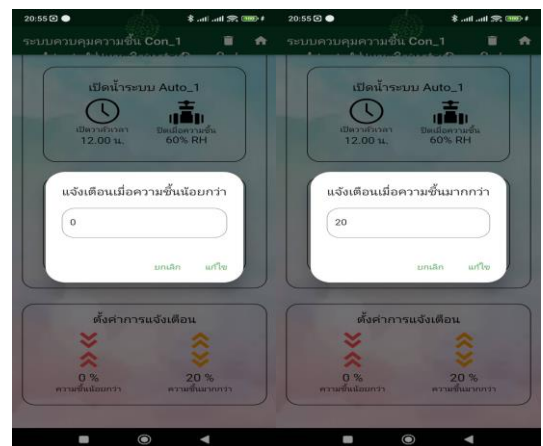 20:55
ระบบควบคุมความชื้น Con_1
เปิดน้ำระบบ Auto_1
เปิดวาล์วเวลา
ปิดเมื่อความชื้น
12.00 น.
60% RH
แจ้งเตือนเมื่อความชื้นน้อยกว่า
0
ยกเลิก
แก้ไข
ตั้งค่าการแจ้งเตือน
0 %
20 %
ความชื้นน้อยกว่า
ความชื้นมากกว่า
20:55
ระบบควบคุมความชื้น Con_1
เปิดน้ำระบบ Auto_1
เปิดวาล์วเวลา
ปิดเมื่อความชื้น
12.00 น.
60% RH
แจ้งเตือนเมื่อความชื้นมากกว่า
20
ยกเลิก
แก้ไข
ตั้งค่าการแจ้งเตือน
0 %
20 %
ความชื้นน้อยกว่า
ความชื้นมากกว่า